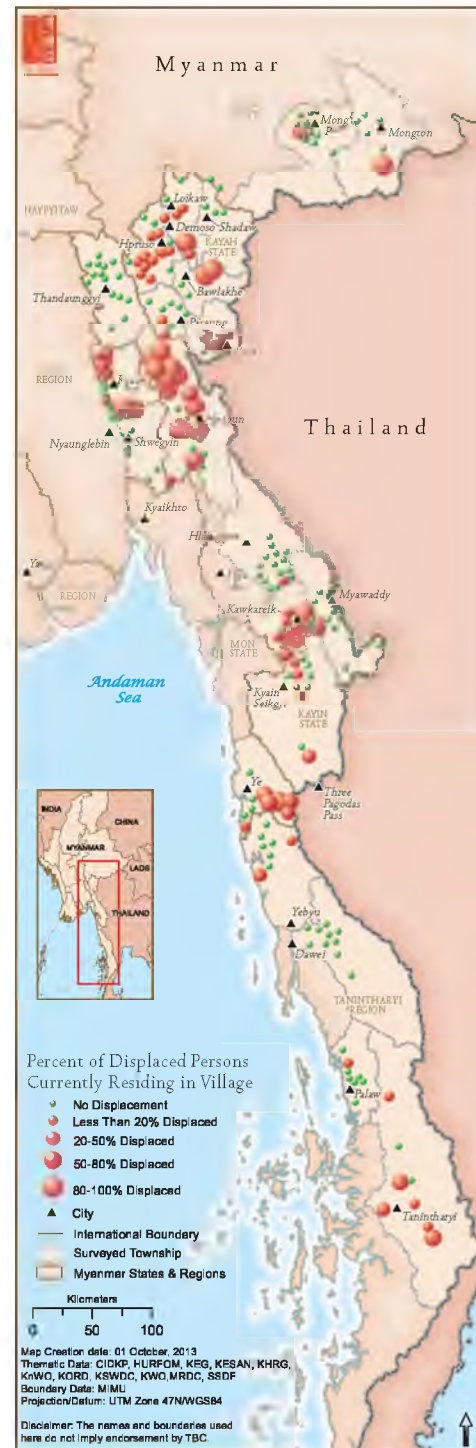 Myanmar
Mongton
NAYPYITAW
Loikaw
Demoso Shadaw
Hpruso
KAYAH
STATE
Bawlakhe
Thandaunggyi
REGION
Thailand
Nyaunglebin
Shwegyin
Kyaikhto
REGION
Myawaddy
Kawkareik
MON
STATE
Andaman
Sea
Kyain
KAYIN
STATE
Ye
Three
Pagodas
Pass
INDIA
CHINA
MYANMAR
LAOS
THAILAND
Yebyu
Dawei
TANINTHARYI
REGION
Palaw
Tanintharyi
Percent of Displaced Persons
Currently Residing in Village
No Displacement
Less Than 20% Displaced
20-50% Displaced
50-80% Displaced
80-100% Displaced
City
International Boundary
Surveyed Township
Myanmar States & Regions
Kilometers
0 50 100
Map Creation date: 01 October, 2013
Thematic Data: CIDKP, HURFOM, KEG, KESAN, KHRG,
KnWO, KORD, KSWDC, KWO, MRDC, SSDF
Boundary Data: MIMU
Projection/Datum: UTM Zone 47N/WGS84
Disclaimer: The names and boundaries used
here do not imply endorsement by TBC.